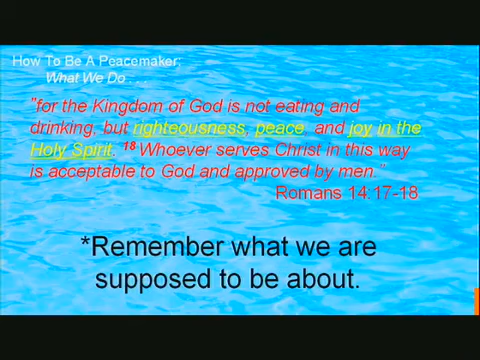 How To Be A Peacemaker:
What We Do . . .
"for the Kingdom of God is not eating and
drinking, but righteousness, peace and joy in the
Holy Spirit. 18 Whoever serves Christ in this way
is acceptable to God and approved by men."
Romans 14:17-18
*Remember what we are
supposed to be about.